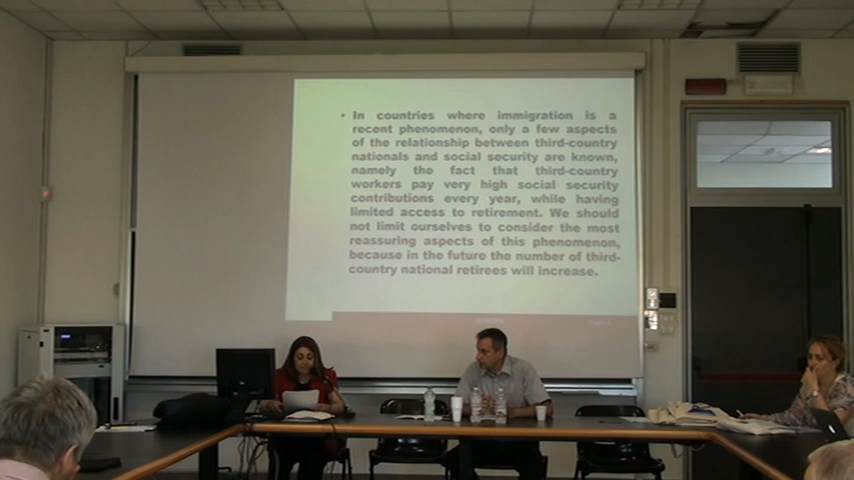 • In countries where immigration is a
recent phenomenon, only a few aspects
of the relationship between third-country
nationals and social security are known,
namely the fact that third-country
workers pay very high social security
contributions every year, while having
limited access to retirement. We should
not limit ourselves to consider the most
reassuring aspects of this phenomenon,
because in the future the number of third-
country national retirees will increase.